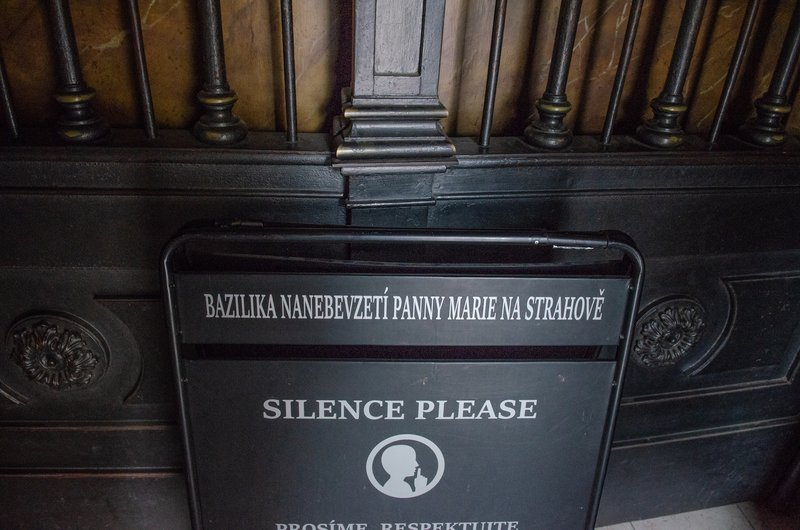 BAZILIKA NANEBEVZETÍ PANNY MARIE NA STRAHOVĚ
SILENCE PLEASE
PROSÍME, RESPEKTUJTE